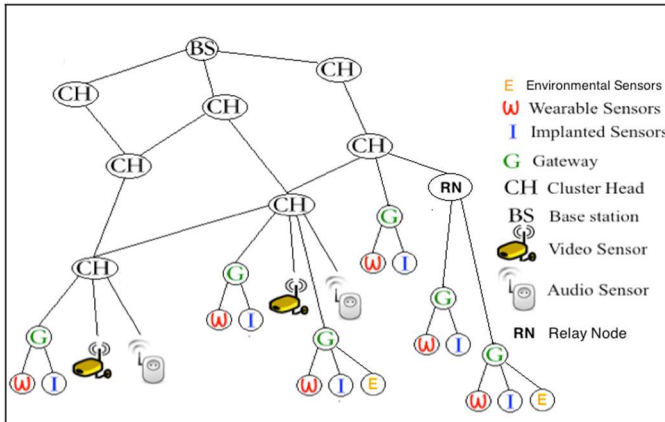 BS
CH
CH
CH
E Environmental Sensors
W Wearable Sensors
I Implanted Sensors
G Gateway
CH Cluster Head
BS Base station
Video Sensor
Audio Sensor
RN Relay Node
CH
CH
RN
CH
G
W I
CH
G
W I
G
W I
G
W I
G
W I E
G
W I E